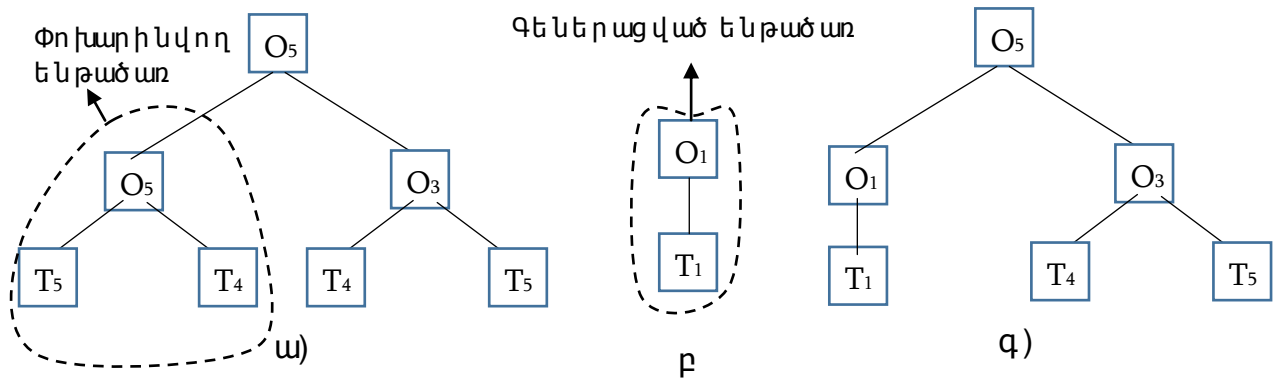 Փոխարինվող
ենթածառ
Գեներացված ենթածառ
O5
O5
O3
T5
T4
T4
T5
ա)
O1
T1
բ
O5
O1
O3
T1
T4
T5
գ)